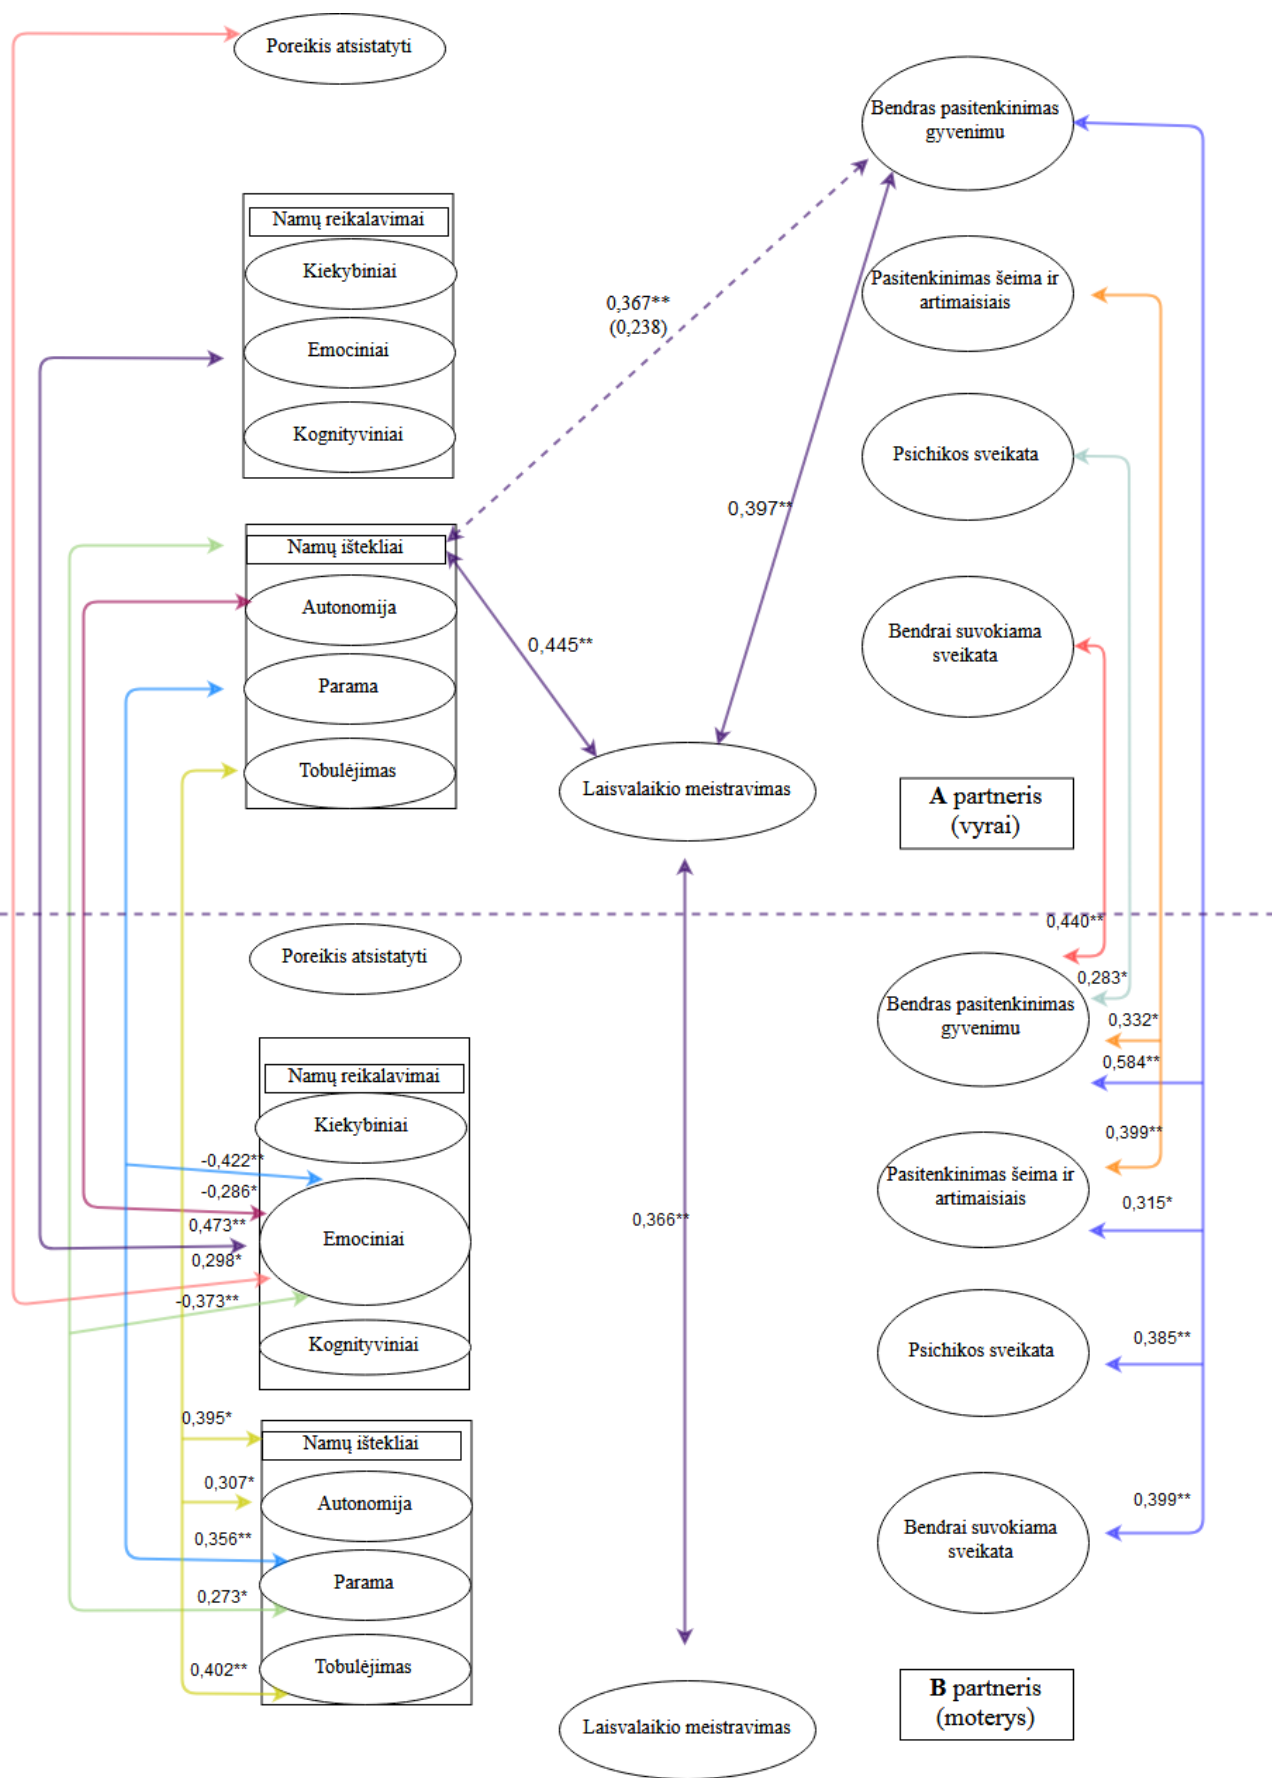 Poreikis atsistatyti
Bendras pasitenkinimas
gyvenimu
Namų reikalavimai
Kiekybiniai
Emociniai
Kognityviniai
Pasitenkinimas šeima ir
artimaisiais
0,367**
(0,238)
Psichikos sveikata
0,397**
Namų ištekliai
Autonomija
Parama
Tobulėjimas
0,445**
Bendrai suvokiama
sveikata
Laisvalaikio meistravimas
A partneris
(vyrai)
Poreikis atsistatyti
0,440**
0,283*
Bendras pasitenkinimas
gyvenimu
0,332*
0,584**
Namų reikalavimai
Kiekybiniai
-0,422**
-0,286*
0,473**
0,298*
-0,373**
Emociniai
Kognityviniai
0,366**
0,399**
Pasitenkinimas šeima ir
artimaisiais
0,315*
Psichikos sveikata
0,385**
0,395*
Namų ištekliai
0,307*
Autonomija
0,356**
Parama
0,273*
Tobulėjimas
0,402**
0,399**
Bendrai suvokiama
sveikata
Laisvalaikio meistravimas
B partneris
(moterys)